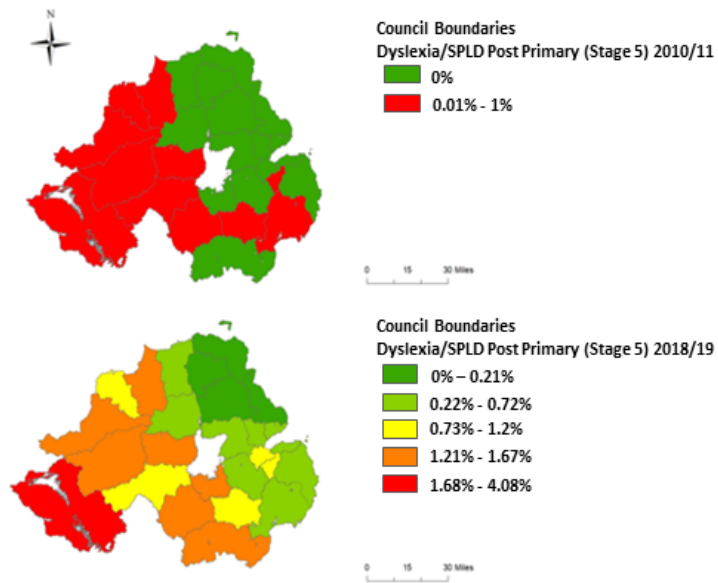 N
Council Boundaries
Dyslexia/SPLD Post Primary (Stage 5) 2010/11
0%
0.01% - 1%
0 15 30 Miles
Council Boundaries
Dyslexia/SPLD Post Primary (Stage 5) 2018/19
0% – 0.21%
0.22% - 0.72%
0.73% - 1.2%
1.21% - 1.67%
1.68% - 4.08%
0 15 30 Miles